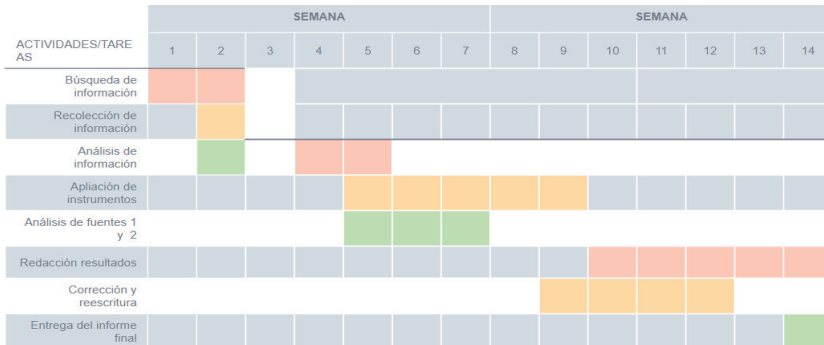 SEMANA SEMANA
ACTIVIDADES/TARE
AS
1 2 3 4 5 6 7 8 9 10 11 12 13 14
Búsqueda de
información
Recolección de
información
Análisis de
información
Apliación de
instrumentos
Análisis de fuentes 1
y 2
Redacción resultados
Corrección y
reescritura
Entrega del informe
final